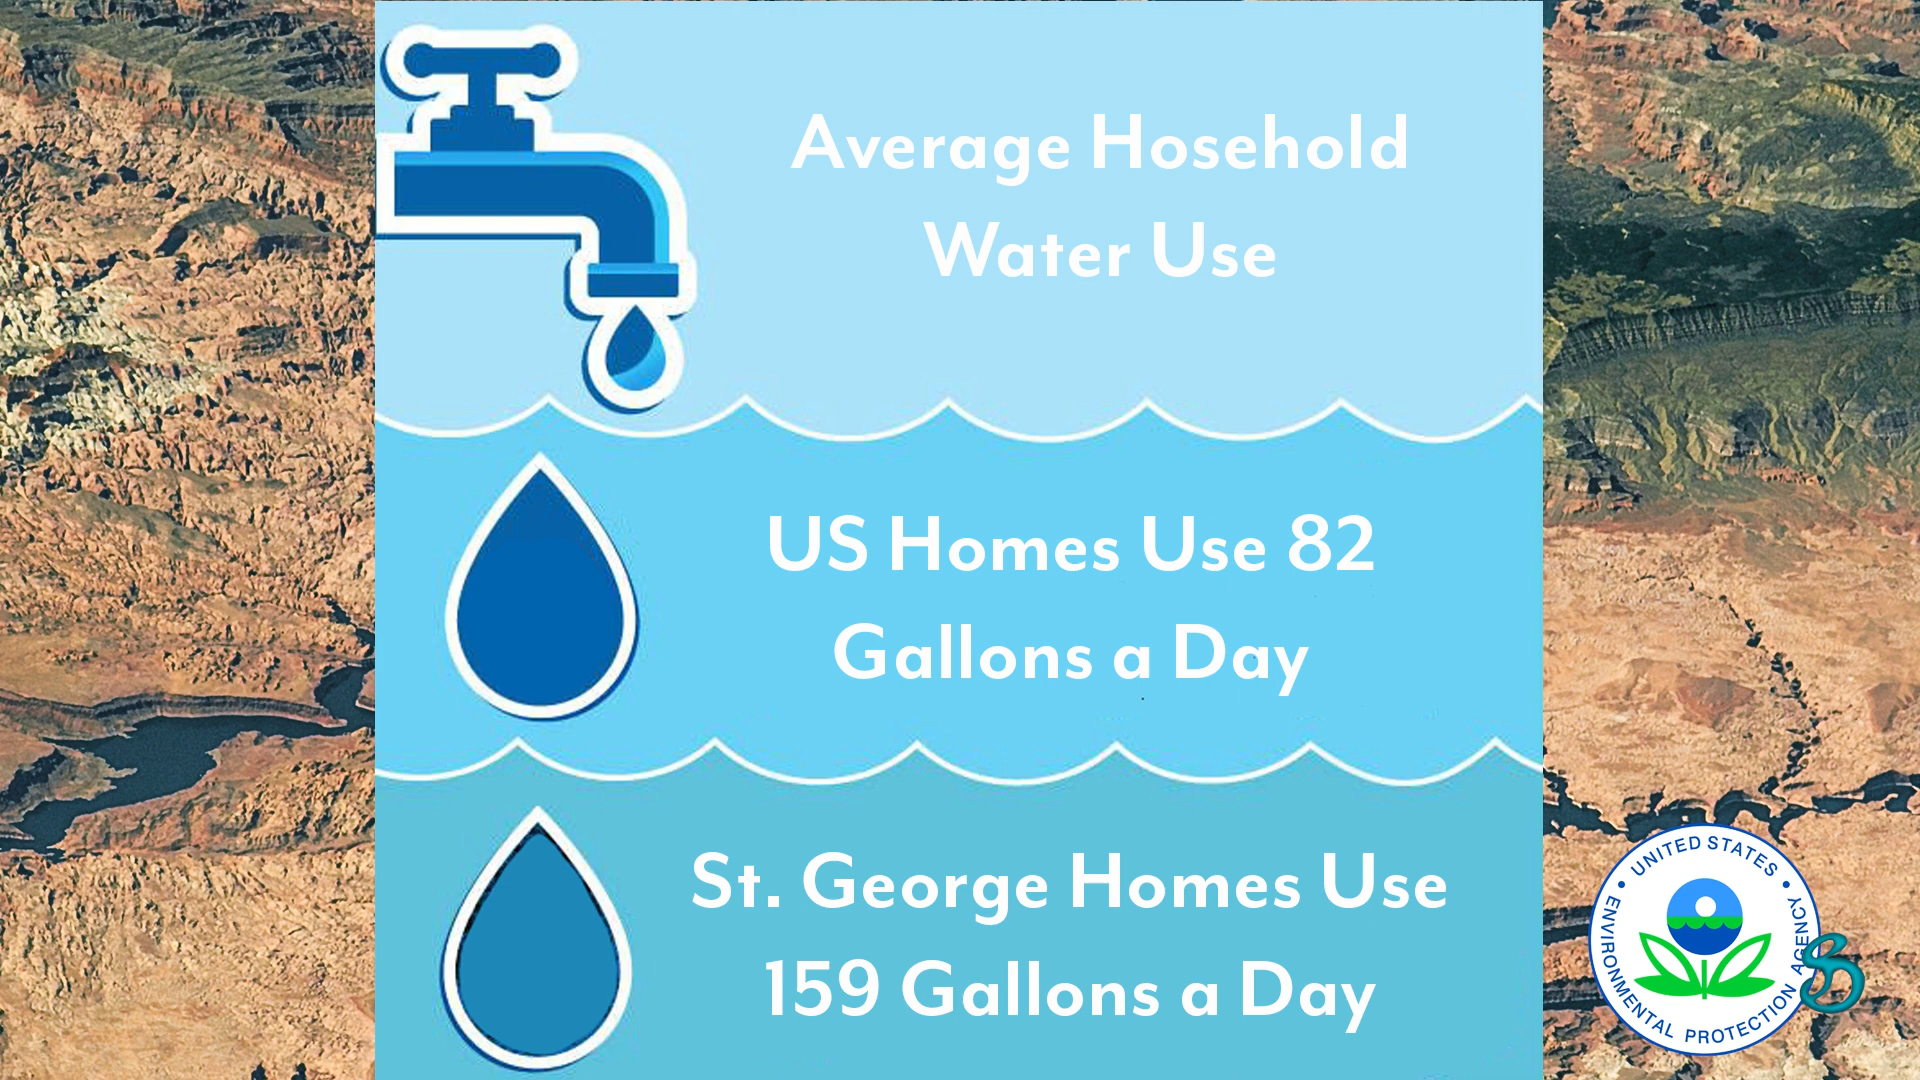 Average Hosehold
Water Use
US Homes Use 82
Gallons a Day
St. George Homes Use
159 Gallons a Day
UNITED STATES
ENVIRONMENTAL PROTECTION AGENCY